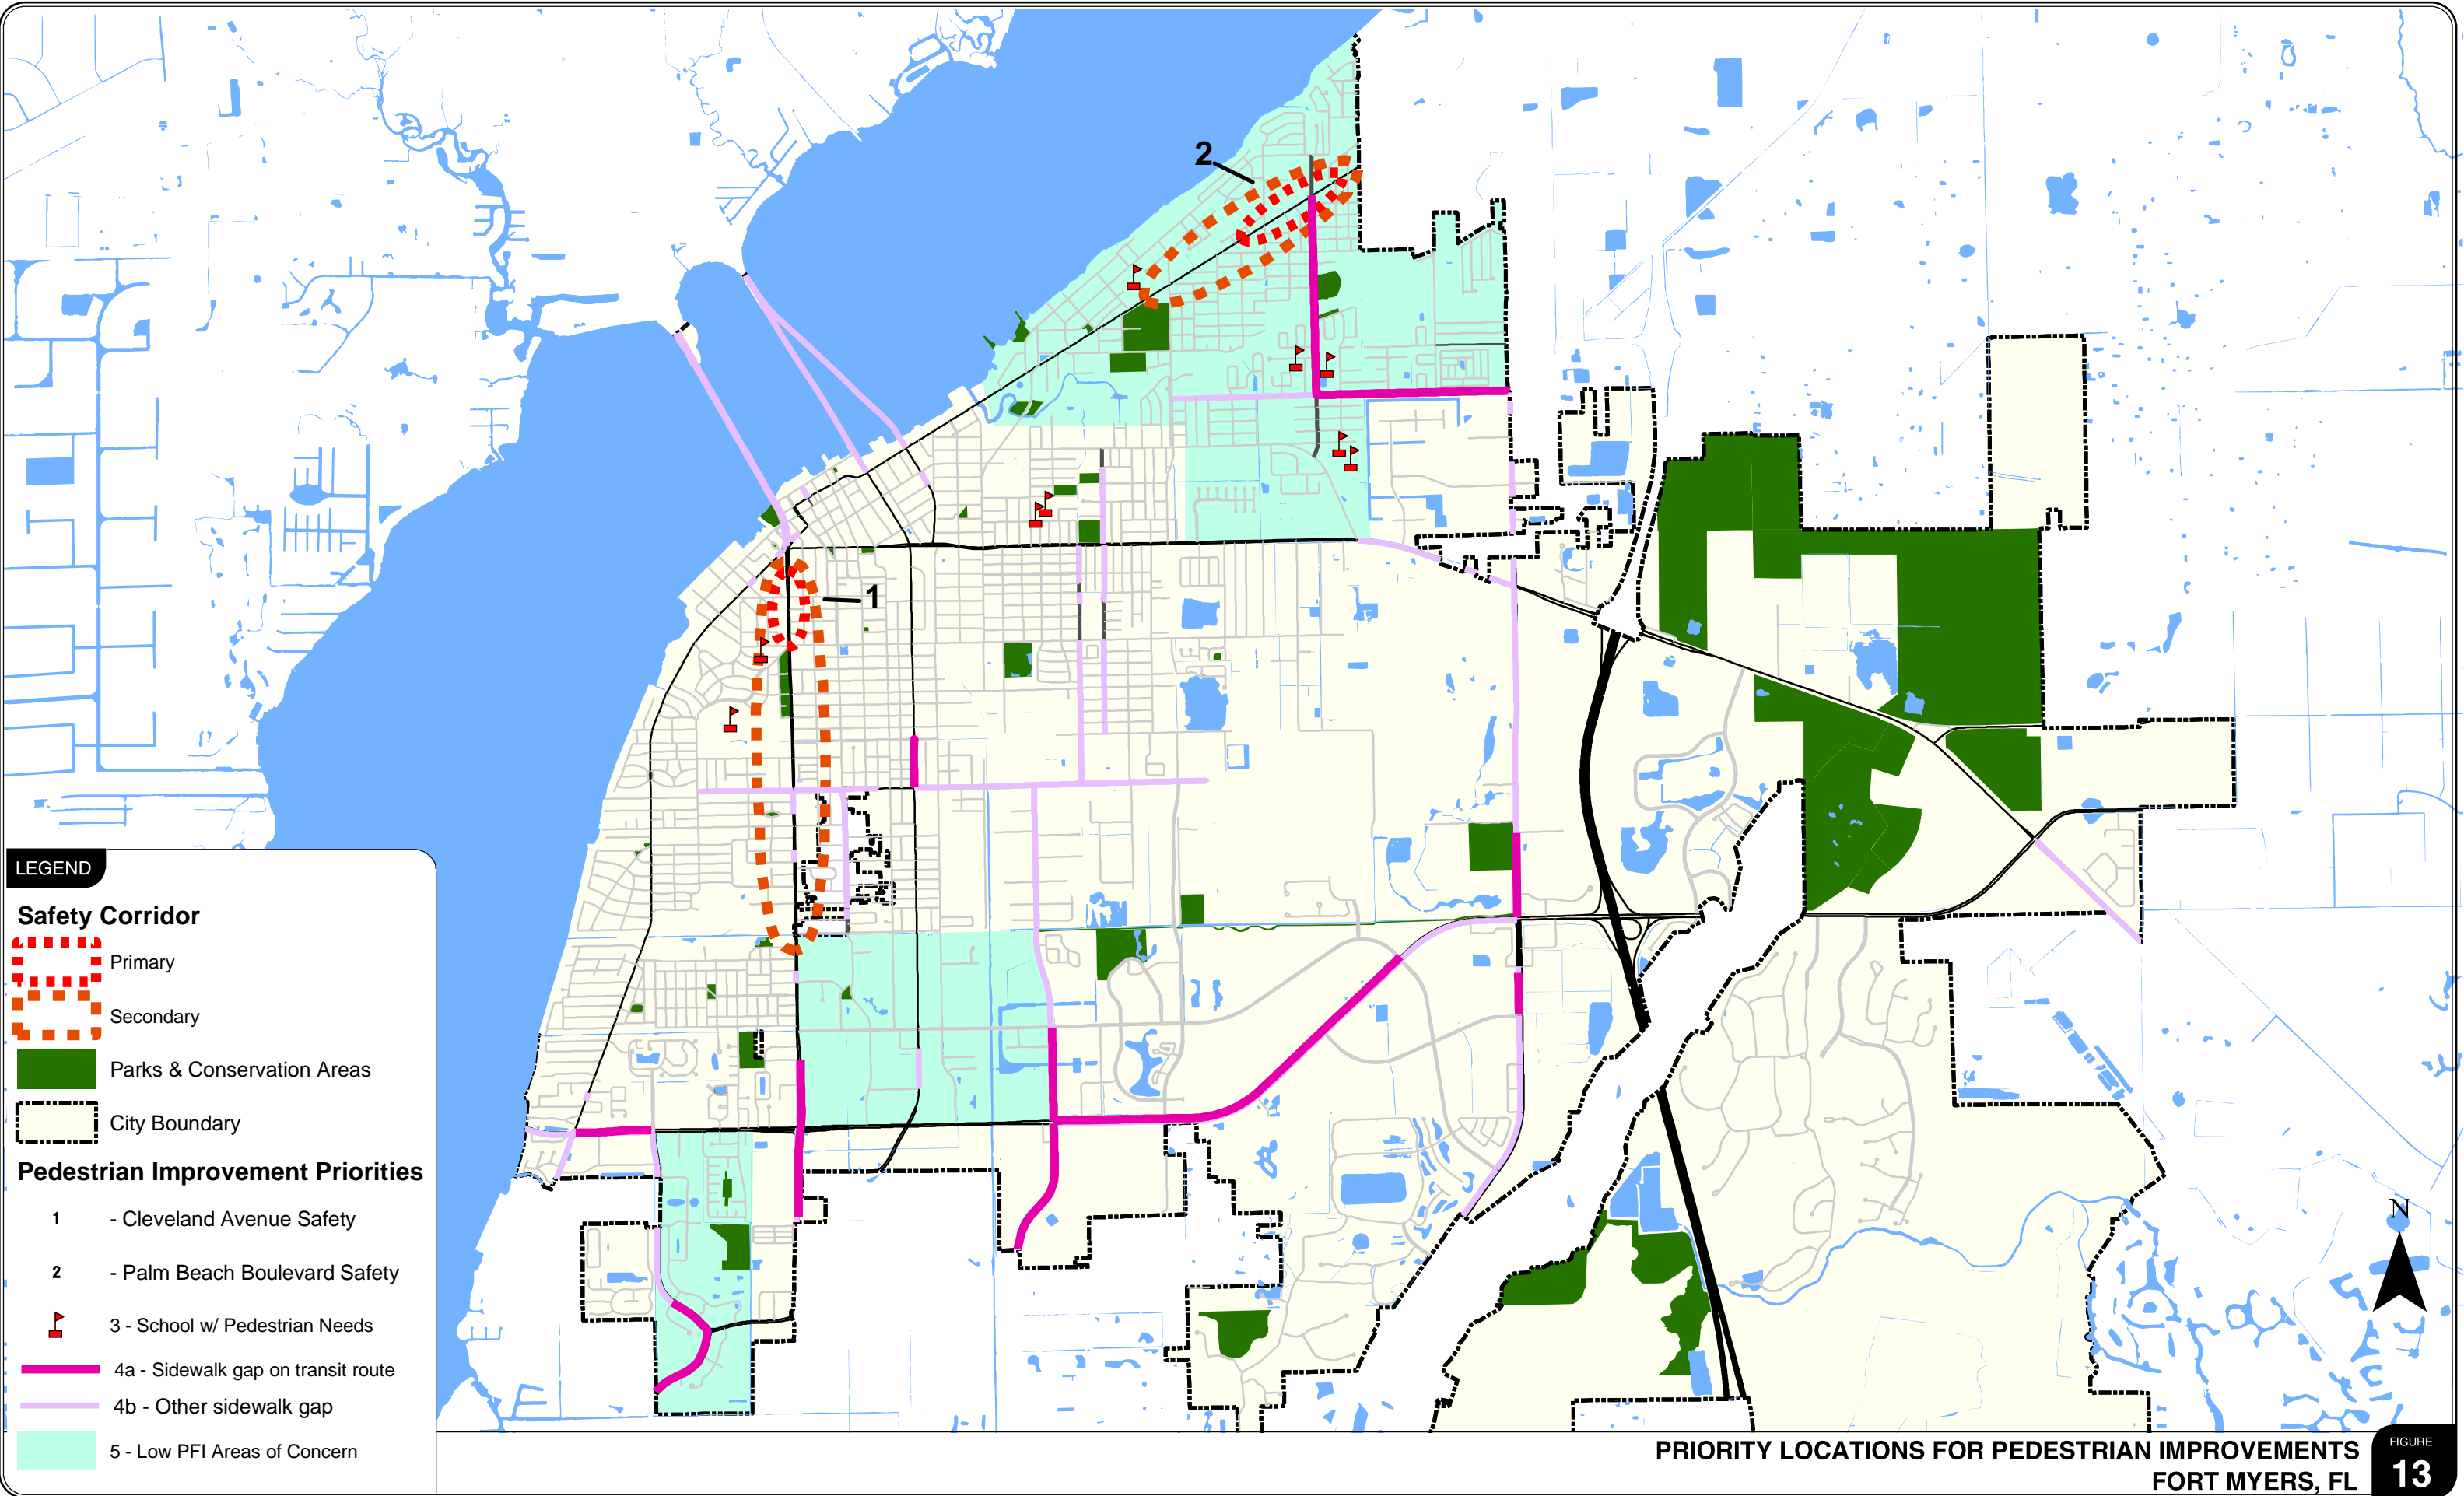 2
1
LEGEND
Safety Corridor
Primary
Secondary
Parks & Conservation Areas
City Boundary
Pedestrian Improvement Priorities
1 - Cleveland Avenue Safety
2 - Palm Beach Boulevard Safety
3 - School w/ Pedestrian Needs
4a - Sidewalk gap on transit route
4b - Other sidewalk gap
5 - Low PFI Areas of Concern
N
PRIORITY LOCATIONS FOR PEDESTRIAN IMPROVEMENTS
FORT MYERS, FL
FIGURE
13